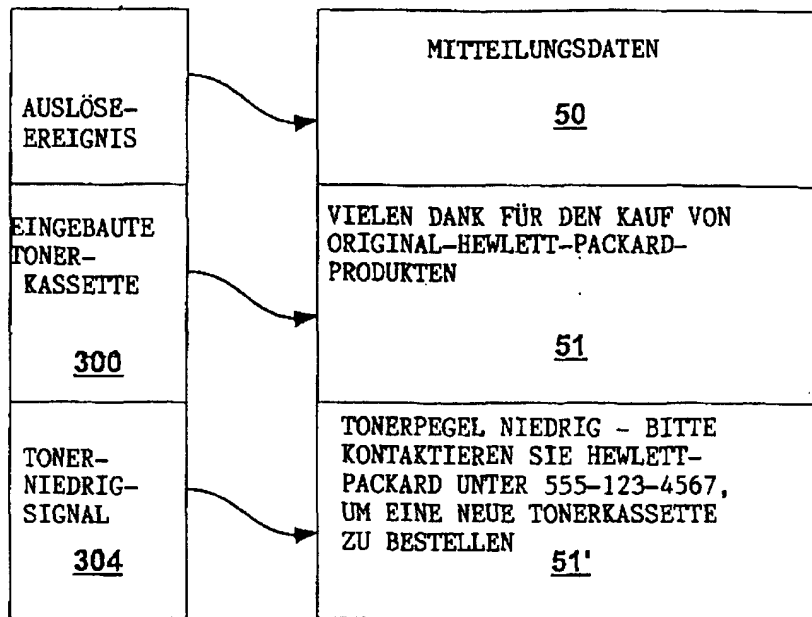 AUSLÖSE-
EREIGNIS
MITTEILUNGSDATEN
50
EINGEBAUTE
TONER-
KASSETTE
300
VIELEN DANK FÜR DEN KAUF VON
ORIGINAL-HEWLETT-PACKARD-
PRODUKTEN
51
TONER-
NIEDRIG-
SIGNAL
304
TONERPEGEL NIEDRIG - BITTE
KONTAKTIEREN SIE HEWLETT-
PACKARD UNTER 555-123-4567,
UM EINE NEUE TONERKASSETTE
ZU BESTELLEN
51'